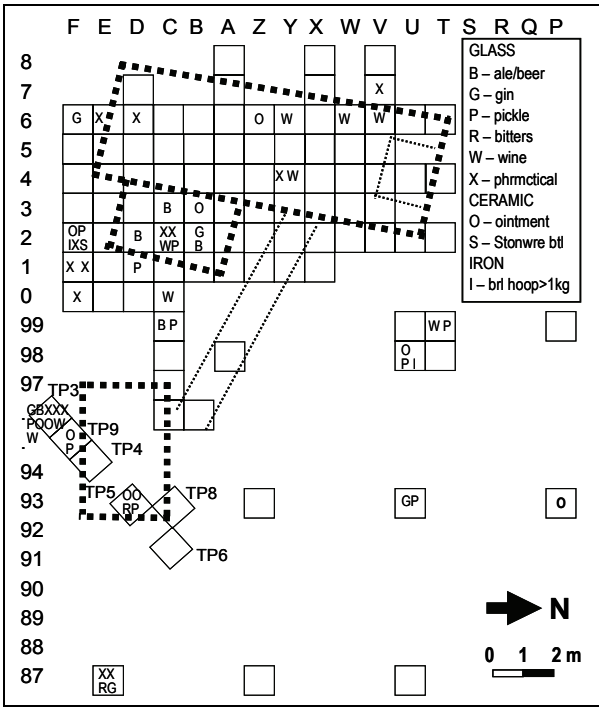 F E D C B A Z Y X W V U T S R Q P
8
GLASS
B – ale/beer
G – gin
P – pickle
R – bitters
W – wine
X – phrmctical
CERAMIC
O – ointment
S – Stonwre btl
IRON
I – brl hoop>1kg
7 X
6 G X X O W W W
5
4 X W
3 C B O
2 OP B XX G
IXS WP B
1 X X P
0 X W
99 B P W P
98 O
P I
97
TP3
GBXXX
POOW
W
TP9
O
P
TP4
94
TP5
93 OO TP8 GP o
RP
92
91 TP6
90
89
N
88
0 1 2 m
87 XX
RG